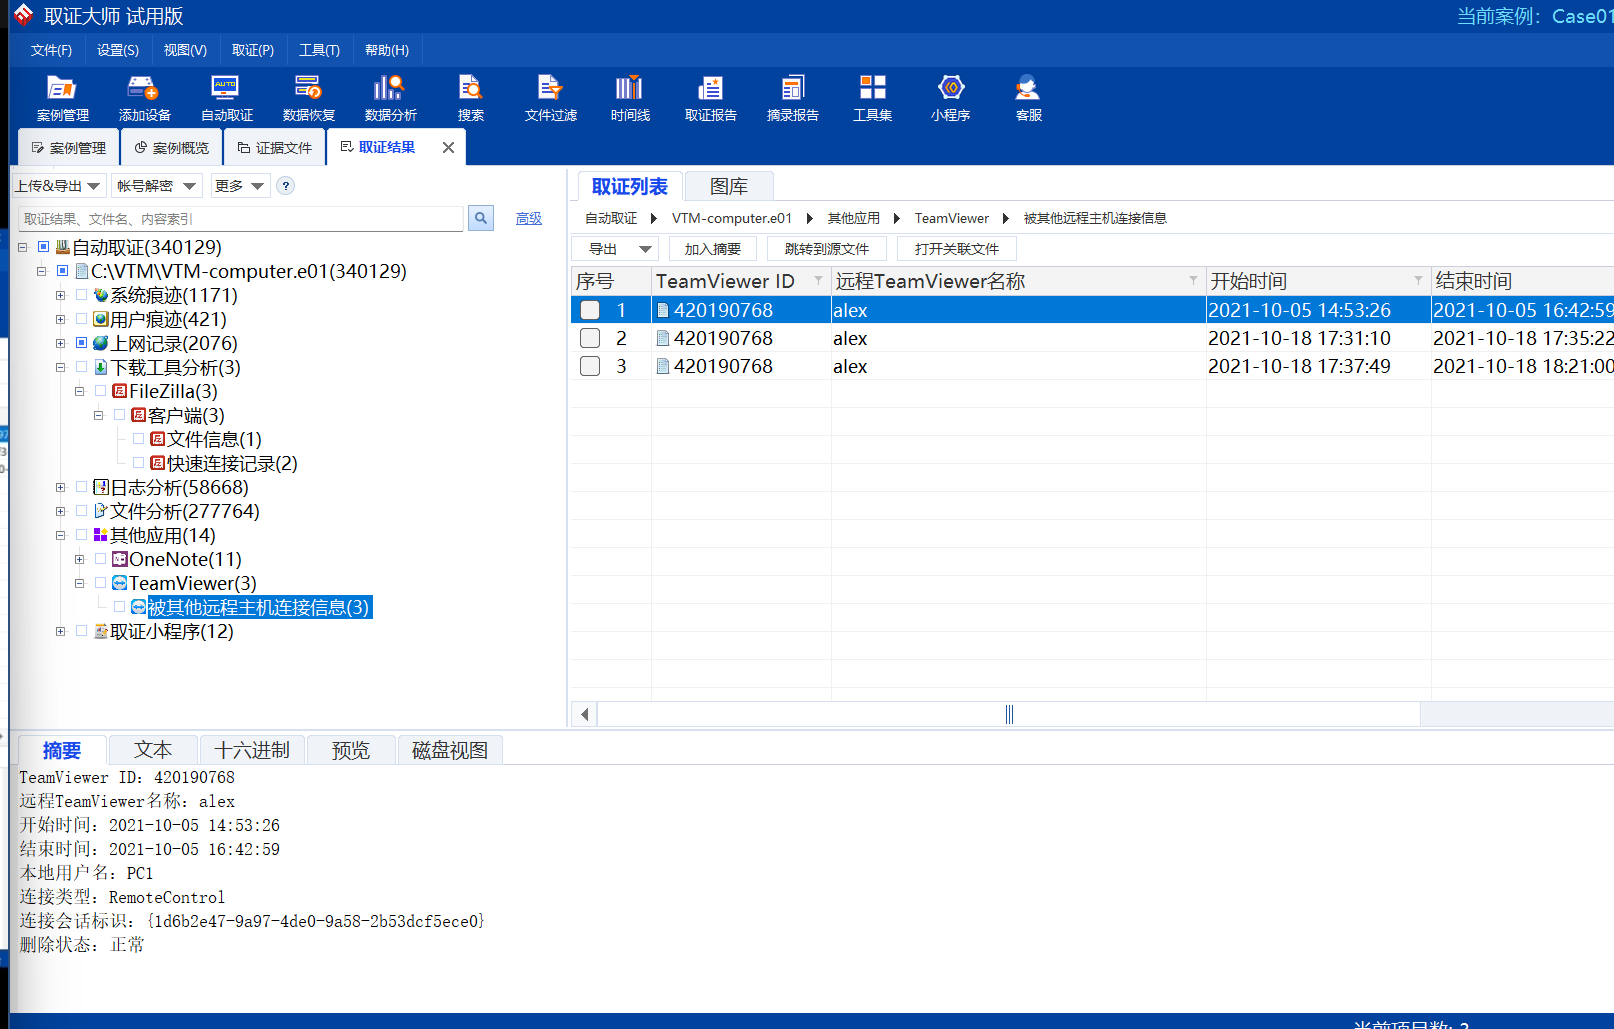 取证大师 试用版
当前案例：Case01
文件(F) 设置(S) 视图(V) 取证(P) 工具(T) 帮助(H)
AUTO
案例管理 添加设备 自动取证 数据恢复 数据分析 搜索 文件过滤 时间线 取证报告 摘录报告 工具集 小程序 客服
案例管理 案例概览 证据文件 取证结果
上传&导出 帐号解密 更多 ?
取证结果、文件名、内容索引 高级
自动取证(340129)
C:\VTM\VTM-computer.e01(340129)
系统痕迹(1171)
用户痕迹(421)
上网记录(2076)
下载工具分析(3)
FileZilla(3)
客户端(3)
文件信息(1)
快速连接记录(2)
日志分析(58668)
文件分析(277764)
其他应用(14)
OneNote(11)
TeamViewer(3)
被其他远程主机连接信息(3)
取证小程序(12)
取证列表 图库
自动取证 VTM-computer.e01 其他应用 TeamViewer 被其他远程主机连接信息
导出 加入摘要 跳转到源文件 打开关联文件
序号 TeamViewer ID 远程TeamViewer名称 开始时间 结束时间
1 420190768 alex 2021-10-05 14:53:26 2021-10-05 16:42:59
2 420190768 alex 2021-10-18 17:31:10 2021-10-18 17:35:22
3 420190768 alex 2021-10-18 17:37:49 2021-10-18 18:21:00
摘要 文本 十六进制 预览 磁盘视图
TeamViewer ID: 420190768
远程TeamViewer名称: alex
开始时间: 2021-10-05 14:53:26
结束时间: 2021-10-05 16:42:59
本地用户名: PC1
连接类型: RemoteControl
连接会话标识: {1d6b2e47-9a97-4de0-9a58-2b53dcf5ece0}
删除状态: 正常
当前项目数: 3